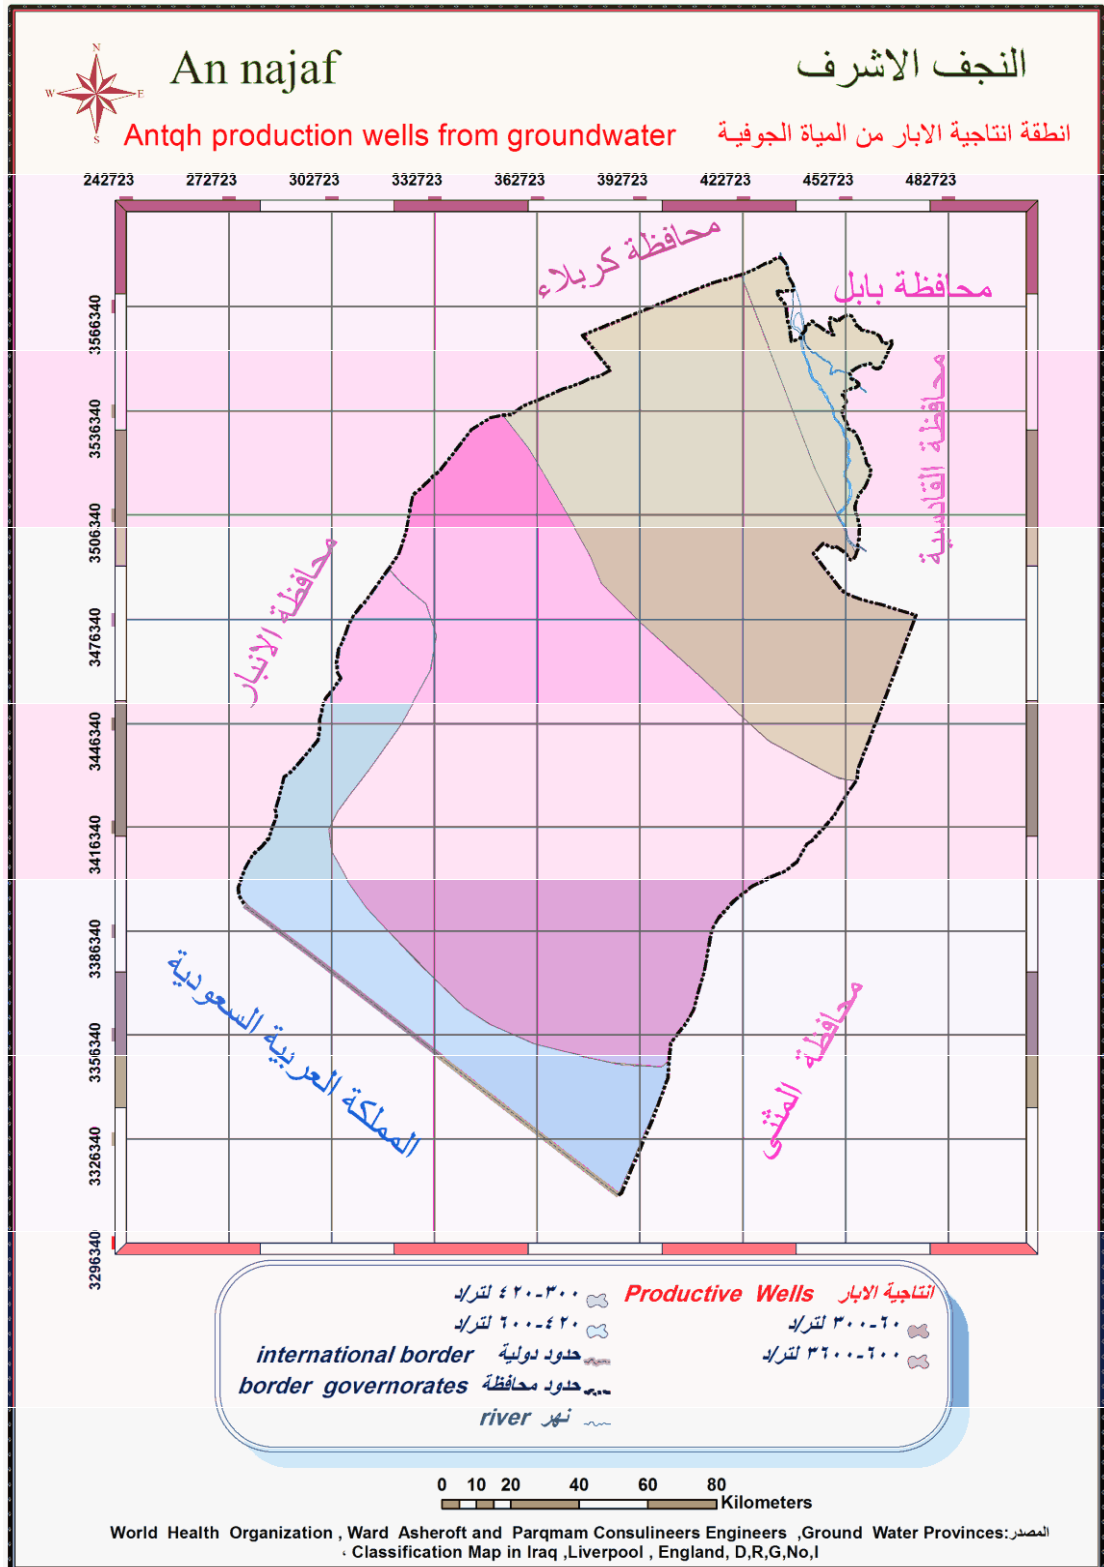 N
W E
S
An najaf النجف الاشرف
Antqh production wells from groundwater انطقة انتاجية الابار من المياة الجوفية
242723 272723 302723 332723 362723 392723 422723 452723 482723
محافظة كربلاء
محافظة بابل
محافظة القادسية
محافظة الانبار
محافظة المثنى
المملكة العربية السعودية
3566340
3536340
3506340
3476340
3446340
3416340
3386340
3356340
3326340
3296340
انتاجية الابار Productive Wells
٦٠-٣٠٠ لتر/د
٦٠٠-٣٦٠٠ لتر/د
٣٠٠-٤٢٠ لتر/د
٤٢٠-٦٠٠ لتر/د
international border حدود دولية
border governorates حدود محافظة
river نهر
0 10 20 40 60 80
Kilometers
World Health Organization , Ward Asheroft and Parqmam Consulineers Engineers ,Ground Water Provinces:المصدر
، Classification Map in Iraq ,Liverpool , England, D,R,G,No,I